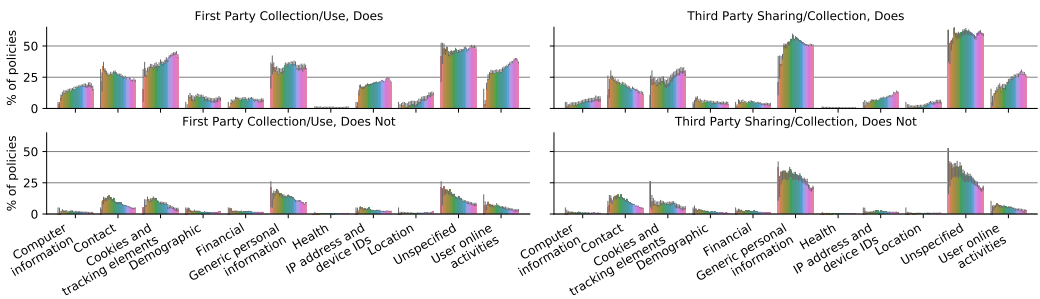 First Party Collection/Use, Does
Third Party Sharing/Collection, Does
% of policies
50
25
0
First Party Collection/Use, Does Not
Third Party Sharing/Collection, Does Not
% of policies
50
25
0
Computer
information
Contact
Cookies and
tracking elements
Demographic
Financial
Generic personal
information
Health
IP address and
device IDs
Location
Unspecified
User online
activities
Computer
information
Contact
Cookies and
tracking elements
Demographic
Financial
Generic personal
information
Health
IP address and
device IDs
Location
Unspecified
User online
activities